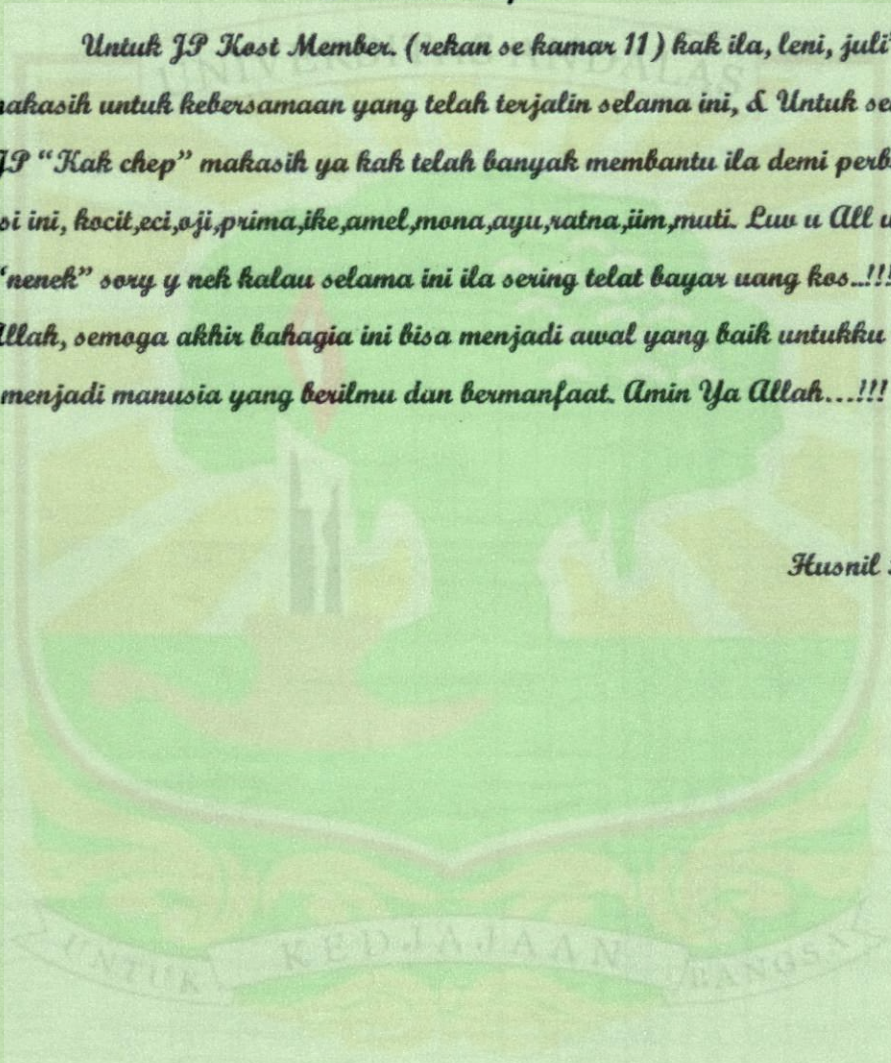 UNIVERSITAS ANDALAS
Untuk JP Kost Member. (rekan se kamar 11) kak ila, leni, juli
makasih untuk kebersamaan yang telah terjalin selama ini, & Untuk
JP “Kak chep” makasih ya kak telah banyak membantu ila demi
ini, kocit,eci,oji,prima,ike,amel,mona,ayu,ratna,iim,muti. Luv u All
“nenek” sory y nek kalau selama ini ila sering telat bayar uang kos..!!!
Allah, semoga akhir bahagia ini bisa menjadi awal yang baik untukku
menjadi manusia yang berilmu dan bermanfaat. Amin Ya Allah...!!!
Husnil
UNTUK KEDJAJAAN BANGSA